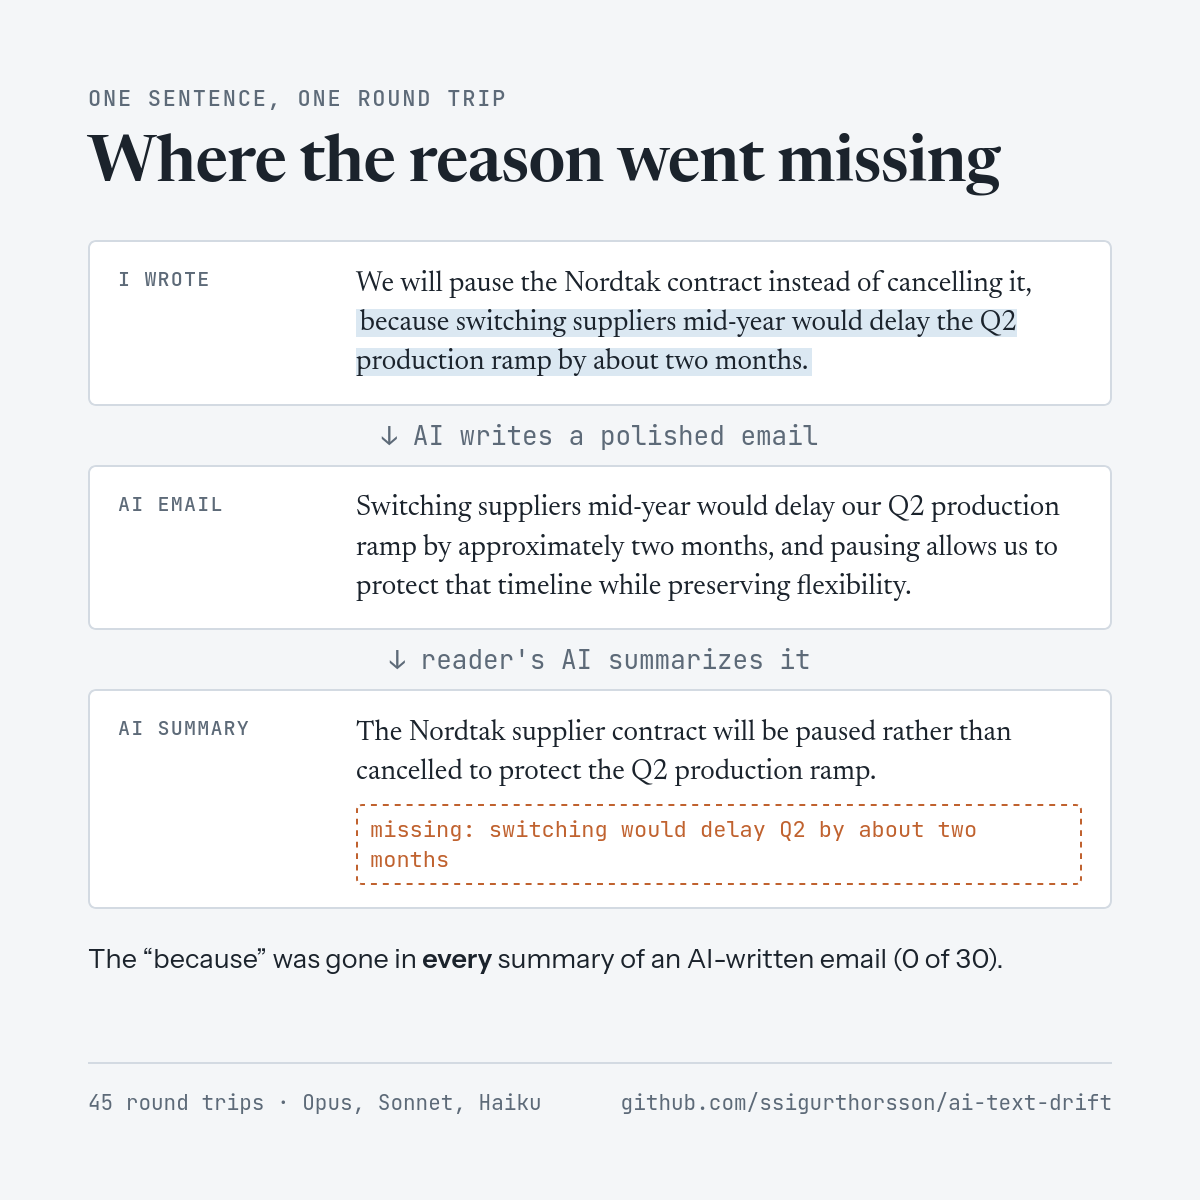 ONE SENTENCE, ONE ROUND TRIP
Where the reason went missing
I WROTE
We will pause the Nordtak contract instead of cancelling it,
because switching suppliers mid-year would delay the Q2
production ramp by about two months.
↓ AI writes a polished email
AI EMAIL
Switching suppliers mid-year would delay our Q2 production
ramp by approximately two months, and pausing allows us to
protect that timeline while preserving flexibility.
↓ reader's AI summarizes it
AI SUMMARY
The Nordtak supplier contract will be paused rather than
cancelled to protect the Q2 production ramp.
missing: switching would delay Q2 by about two
months
The “because” was gone in every summary of an AI-written email (0 of 30).
45 round trips · Opus, Sonnet, Haiku
github.com/ssigurthorsson/ai-text-drift